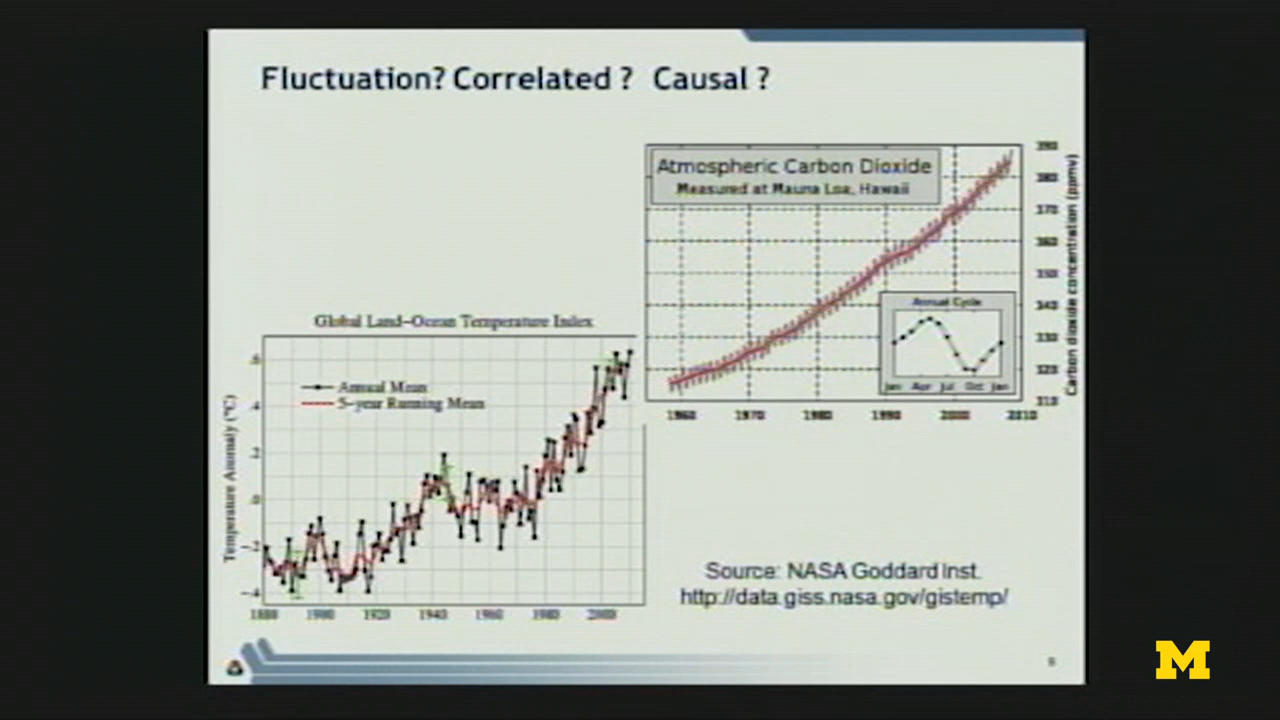 Fluctuation? Correlated ? Causal ?
Atmospheric Carbon Dioxide
Measured at Mauna Loa, Hawaii
390
380
370
360
350
340
330
320
310
Carbon dioxide concentration (ppmv)
Annual Cycle
Jan Apr Jul Oct Jan
1960 1970 1980 1990 2000 2010
Global Land-Ocean Temperature Index
Annual Mean
5-year Running Mean
Temperature Anomaly (°C)
.6
.4
.2
.0
-.2
-.4
1880 1900 1920 1940 1960 1980 2000
Source: NASA Goddard Inst.
http://data.giss.nasa.gov/gistemp/
M